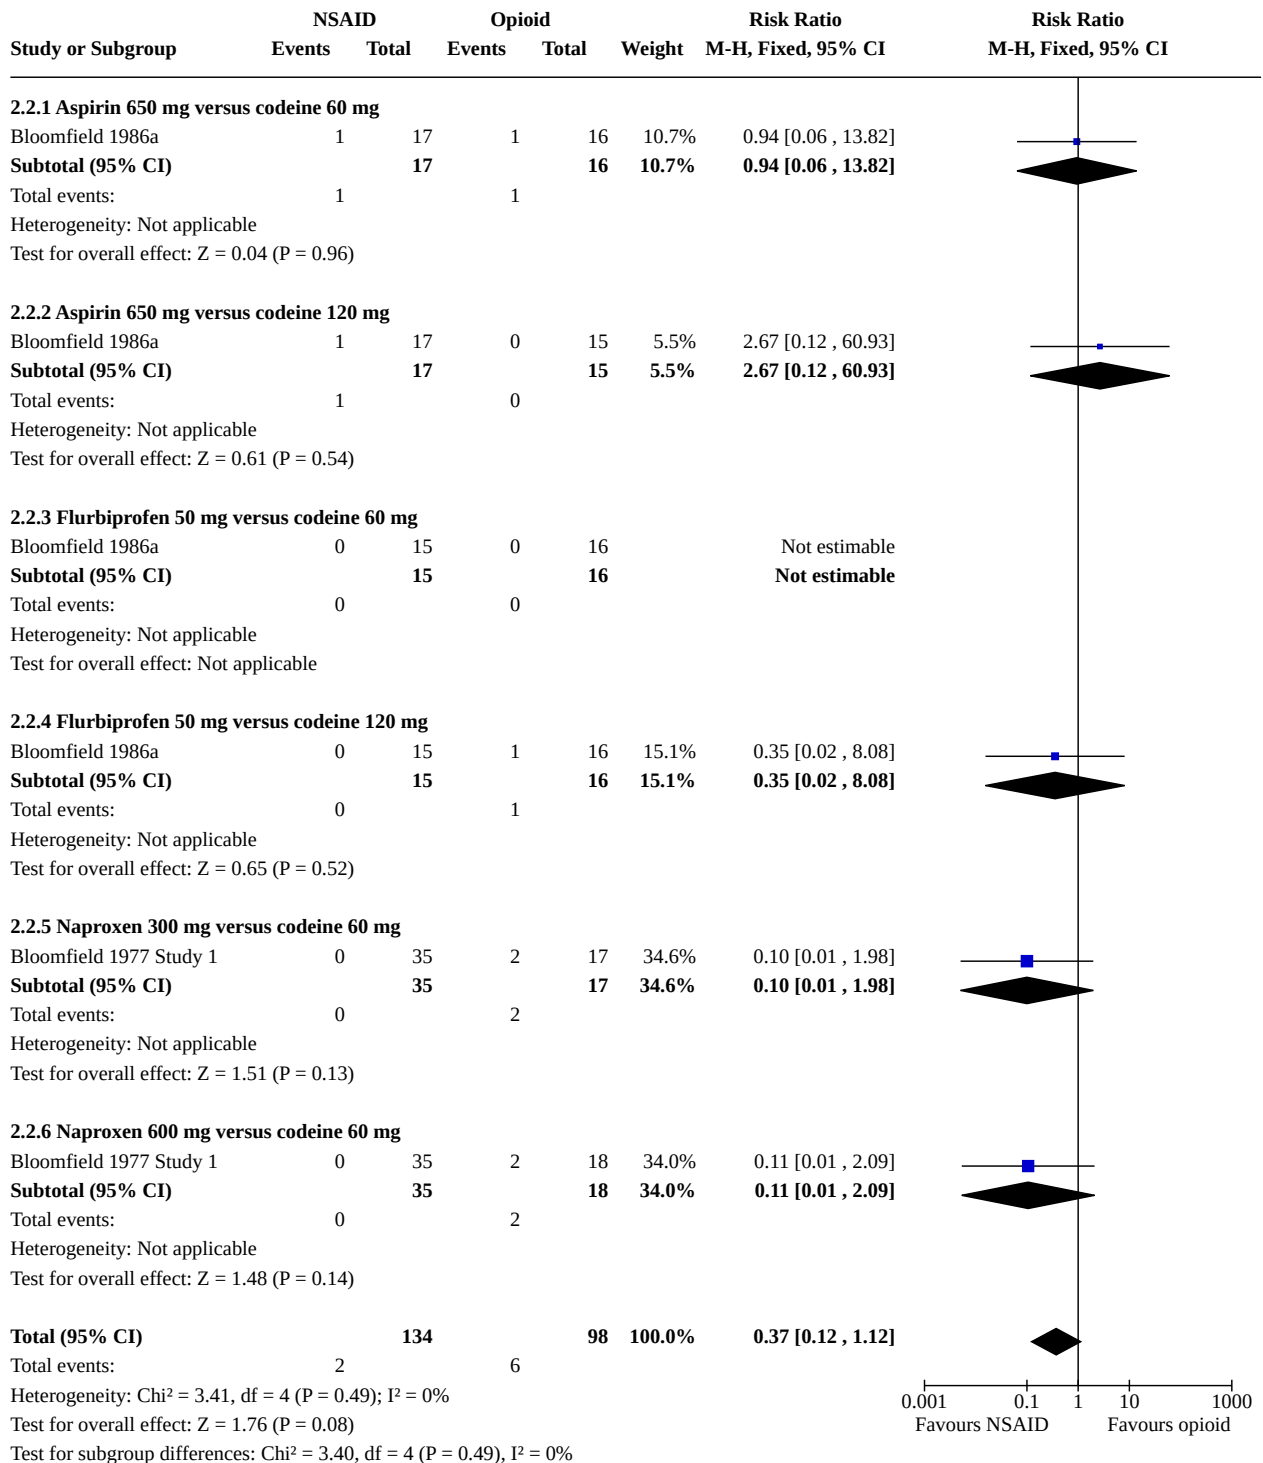 NSAID Opioid Risk Ratio Risk Ratio
Study or Subgroup Events Total Events Total Weight M-H, Fixed, 95% CI M-H, Fixed, 95% CI
2.2.1 Aspirin 650 mg versus codeine 60 mg
Bloomfield 1986a 1 17 1 16 10.7% 0.94 [0.06 , 13.82]
Subtotal (95% CI) 17 16 10.7% 0.94 [0.06 , 13.82]
Total events: 1 1
Heterogeneity: Not applicable
Test for overall effect: Z = 0.04 (P = 0.96)
2.2.2 Aspirin 650 mg versus codeine 120 mg
Bloomfield 1986a 1 17 0 15 5.5% 2.67 [0.12 , 60.93]
Subtotal (95% CI) 17 15 5.5% 2.67 [0.12 , 60.93]
Total events: 1 0
Heterogeneity: Not applicable
Test for overall effect: Z = 0.61 (P = 0.54)
2.2.3 Flurbiprofen 50 mg versus codeine 60 mg
Bloomfield 1986a 0 15 0 16 Not estimable
Subtotal (95% CI) 15 16 Not estimable
Total events: 0 0
Heterogeneity: Not applicable
Test for overall effect: Not applicable
2.2.4 Flurbiprofen 50 mg versus codeine 120 mg
Bloomfield 1986a 0 15 1 16 15.1% 0.35 [0.02 , 8.08]
Subtotal (95% CI) 15 16 15.1% 0.35 [0.02 , 8.08]
Total events: 0 1
Heterogeneity: Not applicable
Test for overall effect: Z = 0.65 (P = 0.52)
2.2.5 Naproxen 300 mg versus codeine 60 mg
Bloomfield 1977 Study 1 0 35 2 17 34.6% 0.10 [0.01 , 1.98]
Subtotal (95% CI) 35 17 34.6% 0.10 [0.01 , 1.98]
Total events: 0 2
Heterogeneity: Not applicable
Test for overall effect: Z = 1.51 (P = 0.13)
2.2.6 Naproxen 600 mg versus codeine 60 mg
Bloomfield 1977 Study 1 0 35 2 18 34.0% 0.11 [0.01 , 2.09]
Subtotal (95% CI) 35 18 34.0% 0.11 [0.01 , 2.09]
Total events: 0 2
Heterogeneity: Not applicable
Test for overall effect: Z = 1.48 (P = 0.14)
Total (95% CI) 134 98 100.0% 0.37 [0.12 , 1.12]
Total events: 2 6
Heterogeneity: Chi² = 3.41, df = 4 (P = 0.49); I² = 0%
0.001 0.1 1 10 1000
Test for overall effect: Z = 1.76 (P = 0.08)
Favours NSAID Favours opioid
Test for subgroup differences: Chi² = 3.40, df = 4 (P = 0.49), I² = 0%